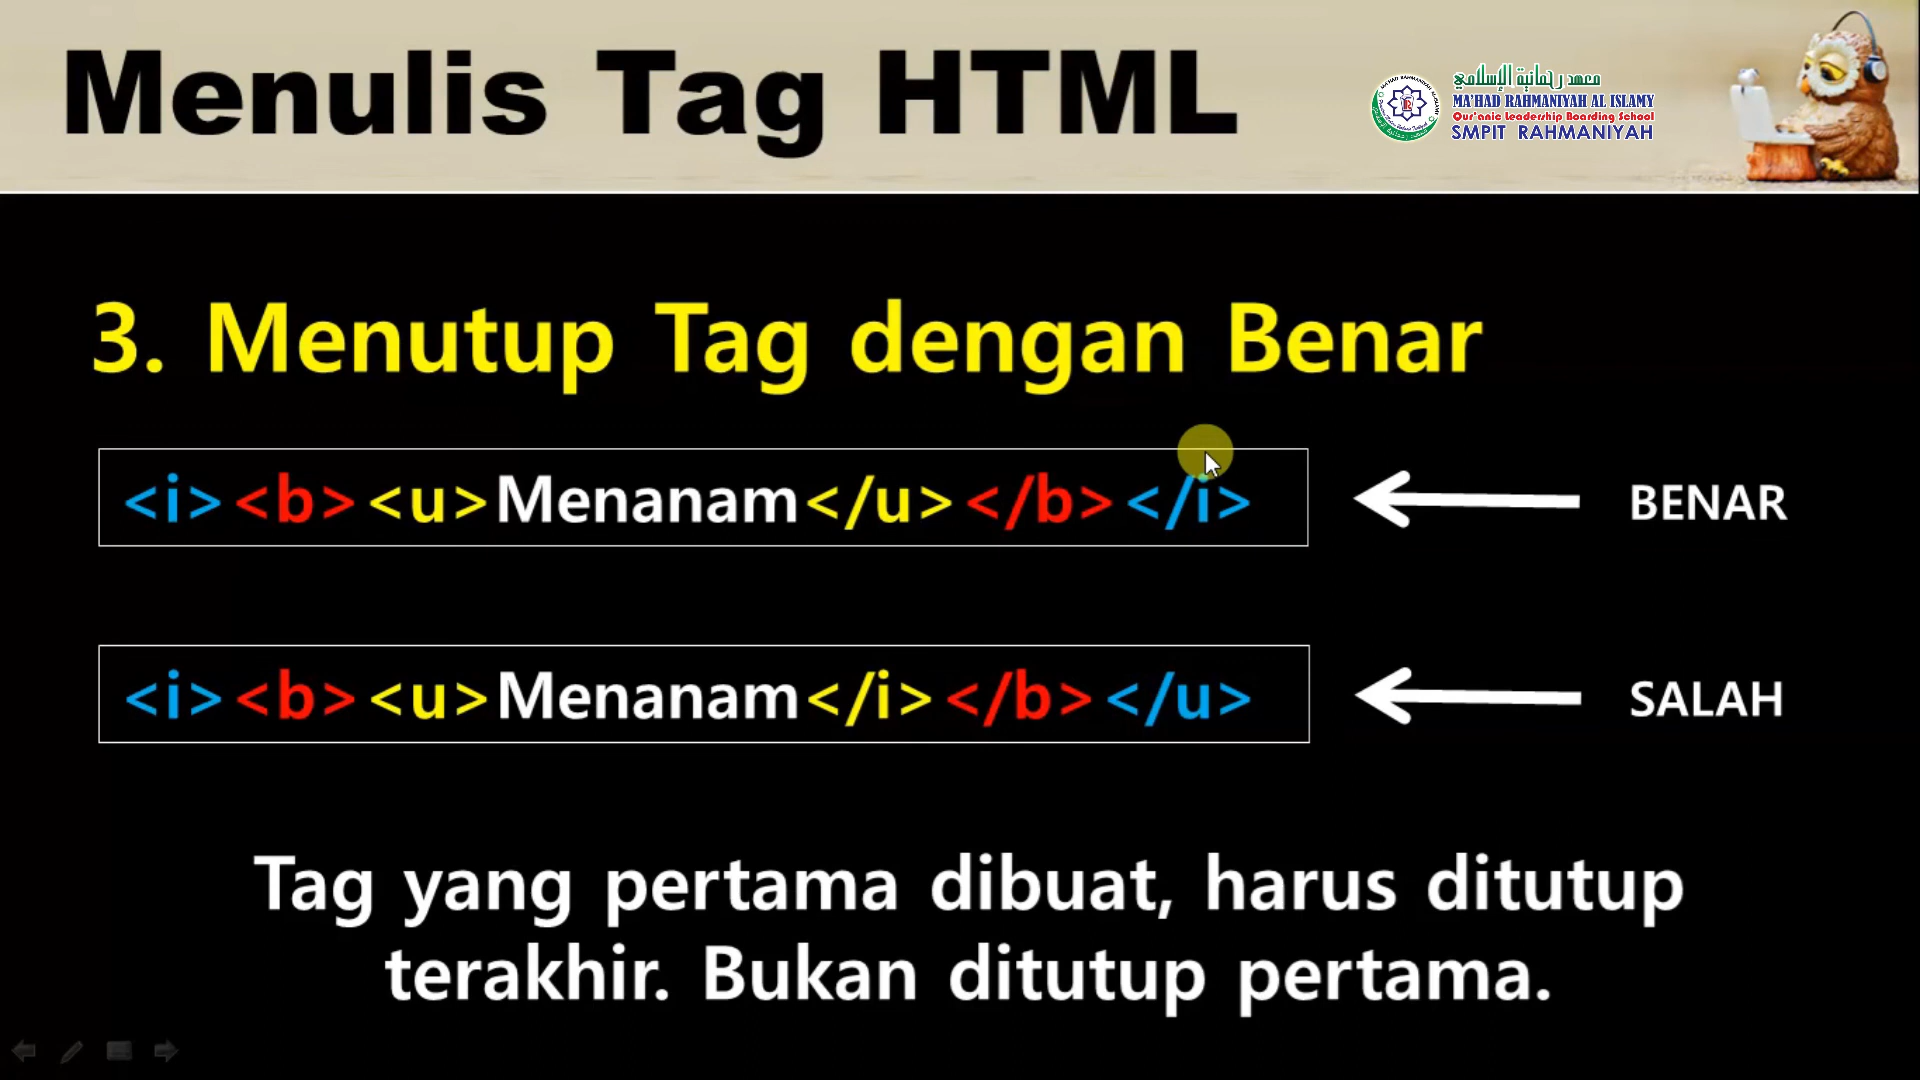 Menulis Tag HTML
معهد رحمانية الإسلامي
MA'HAD RAHMANIYAH AL ISLAMY
Qur'anic Leadership Boarding School
SMPIT RAHMANIYAH
3. Menutup Tag dengan Benar
<i><b><u>Menanam</u></b></i>
BENAR
<i><b><u>Menanam</i></b></u>
SALAH
Tag yang pertama dibuat, harus ditutup
terakhir. Bukan ditutup pertama.